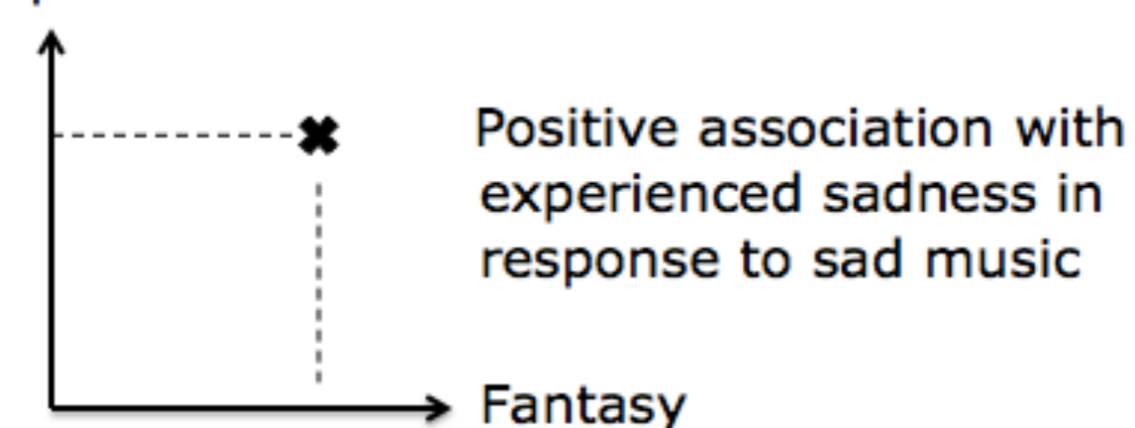 Positive association with
experienced sadness in
response to sad music
Fantasy